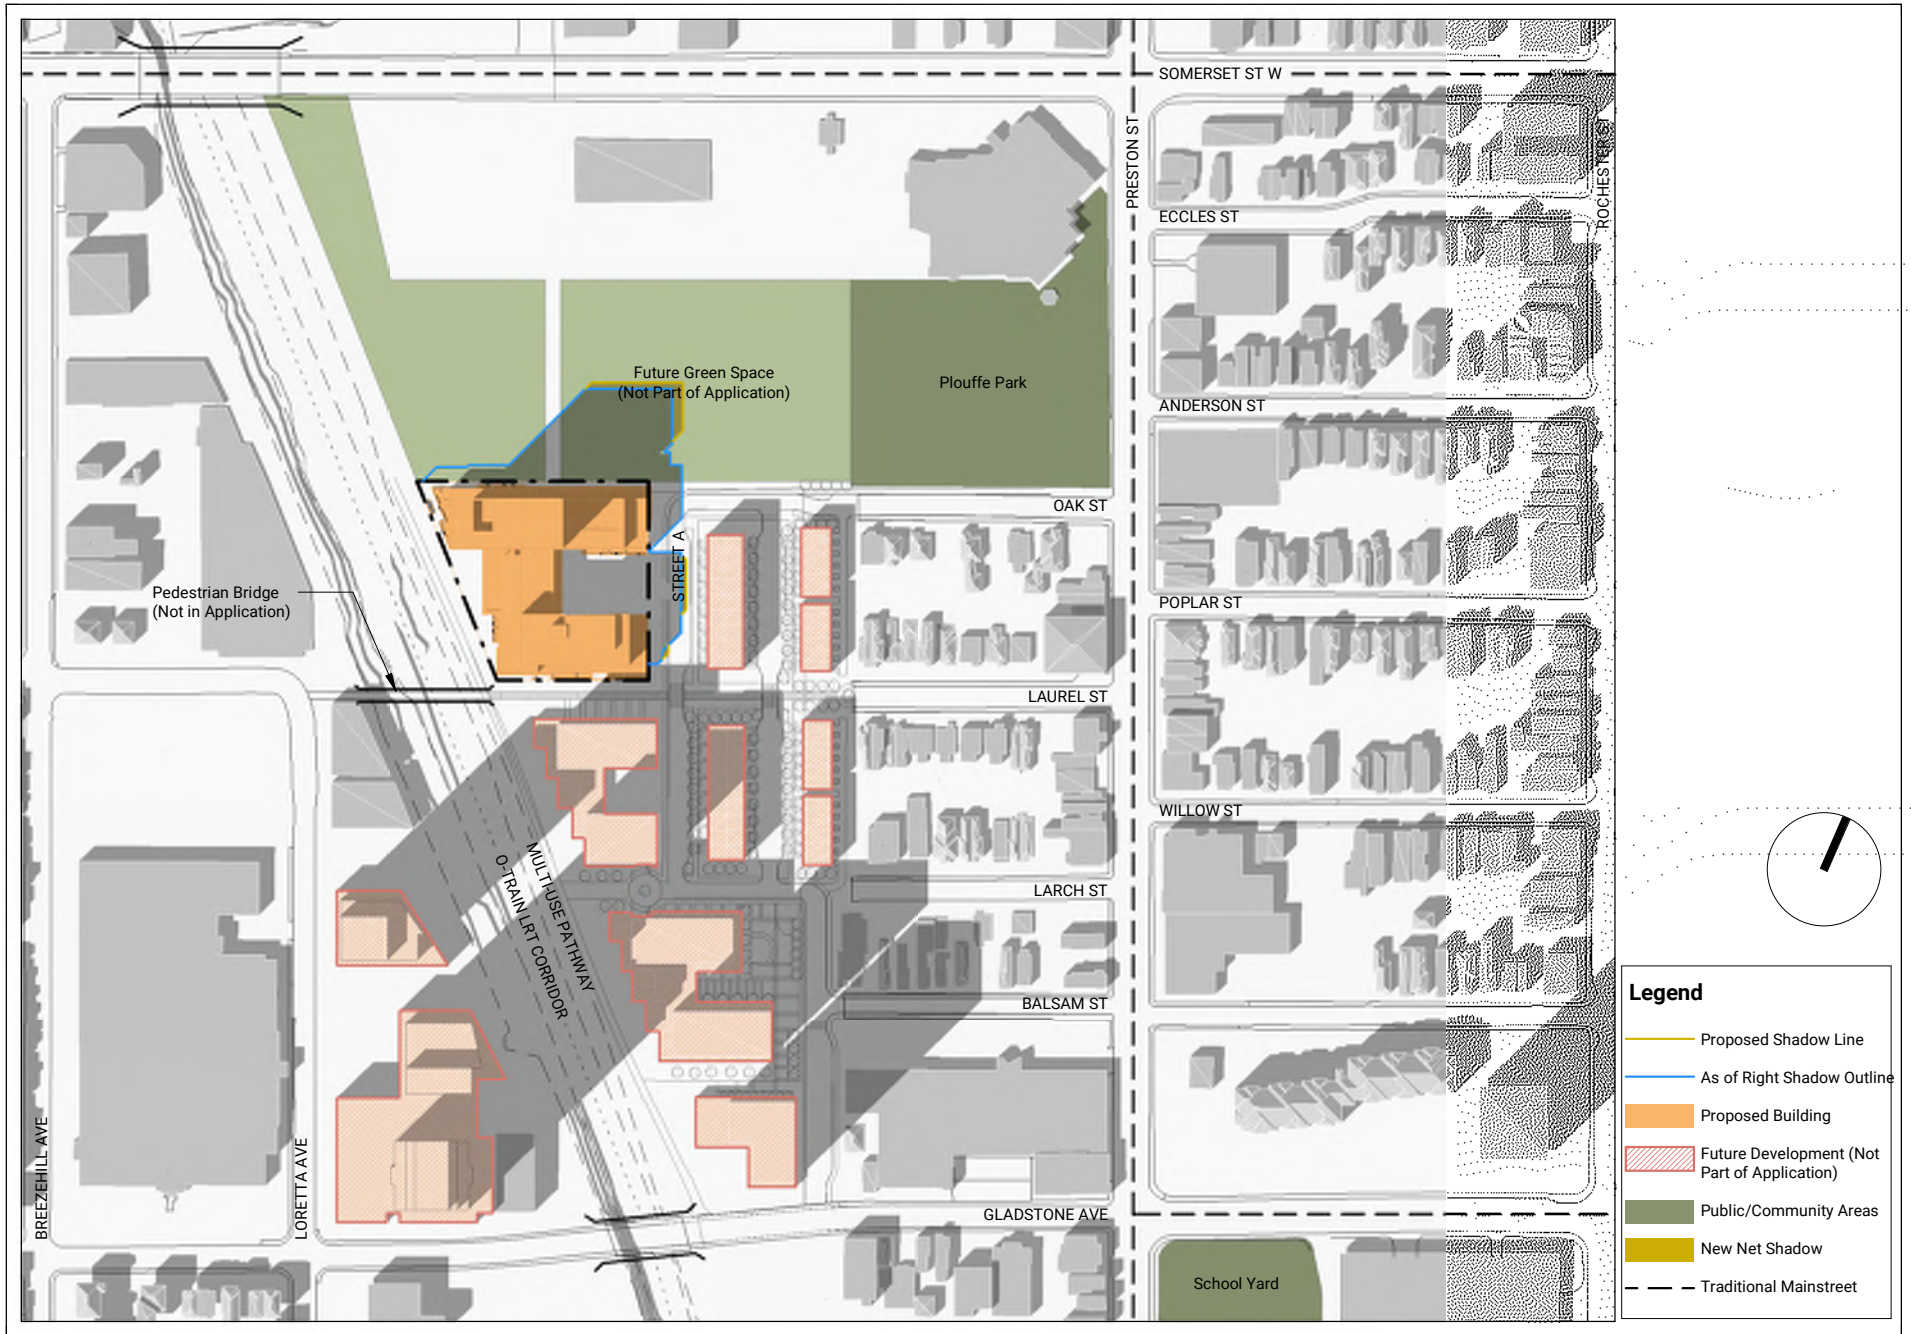 SOMERSET ST W
PRESTON ST
ROCHESTER ST
ECCLES ST
Future Green Space
(Not Part of Application)
Plouffe Park
ANDERSON ST
OAK ST
STREET A
Pedestrian Bridge
(Not in Application)
POPLAR ST
LAUREL ST
WILLOW ST
MULTI-USE PATHWAY
O-TRAIN LRT CORRIDOR
LARCH ST
BALSAM ST
BREEZEHILL AVE
LORETTA AVE
GLADSTONE AVE
School Yard
Legend
Proposed Shadow Line
As of Right Shadow Outline
Proposed Building
Future Development (Not
Part of Application)
Public/Community Areas
New Net Shadow
Traditional Mainstreet